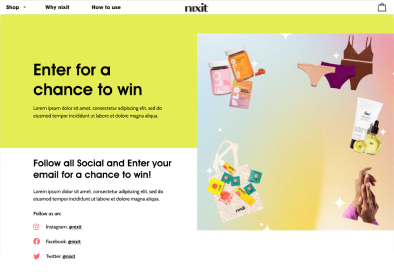 Shop Why nixit How to use nixit
Enter for a
chance to win
Lorem ipsum dolor sit amet, consectetur adipiscing elit, sed do
eiusmod tempor incididunt ut labore et dolore magna aliqua.
Follow all Social and Enter your
email for a chance to win!
Lorem ipsum dolor sit amet, consectetur adipiscing elit, sed do
eiusmod tempor incididunt ut labore et dolore magna aliqua.
Follow us on:
Instagram: @nixit
Facebook: @nixit
Twitter: @nixit
nixit